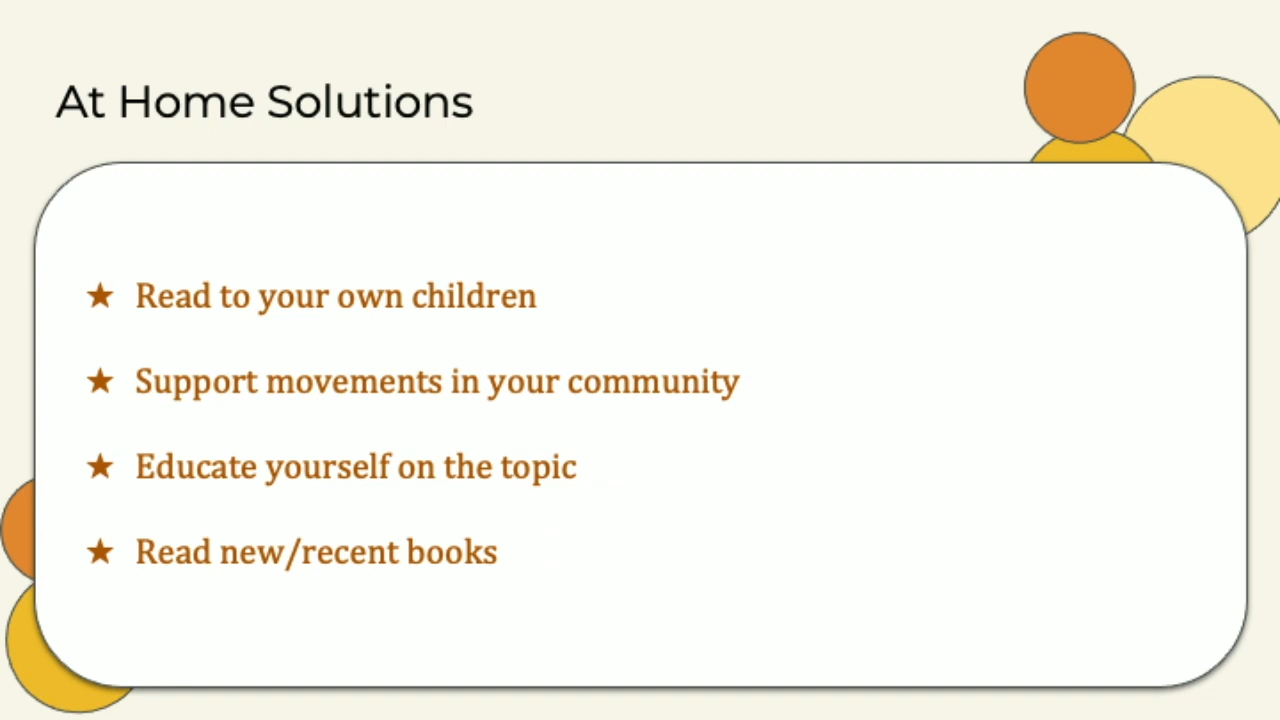 At Home Solutions
★ Read to your own children
★ Support movements in your community
★ Educate yourself on the topic
★ Read new/recent books